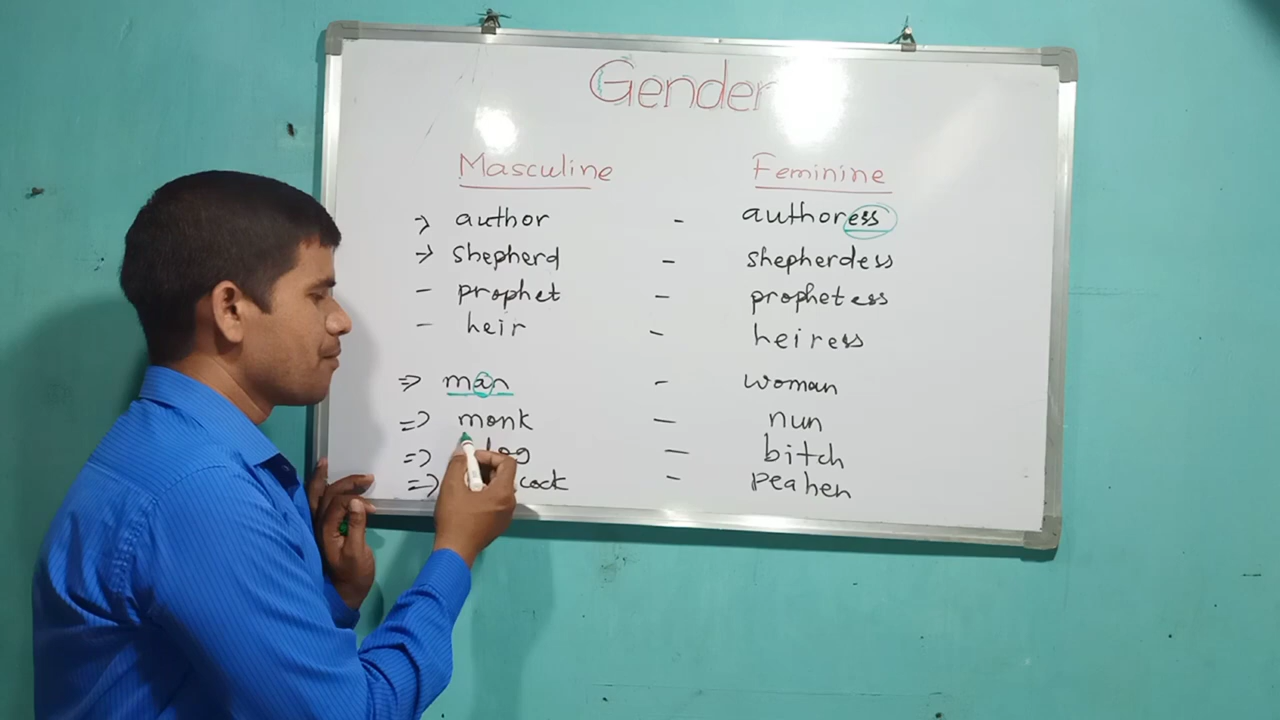 Gender
Masculine Feminine
author - authoress
shepherd - shepherdess
- prophet - prophetess
- heir - heiress
⇒ man - woman
⇒ monk - nun
⇒ - bitch
⇒ - peahen